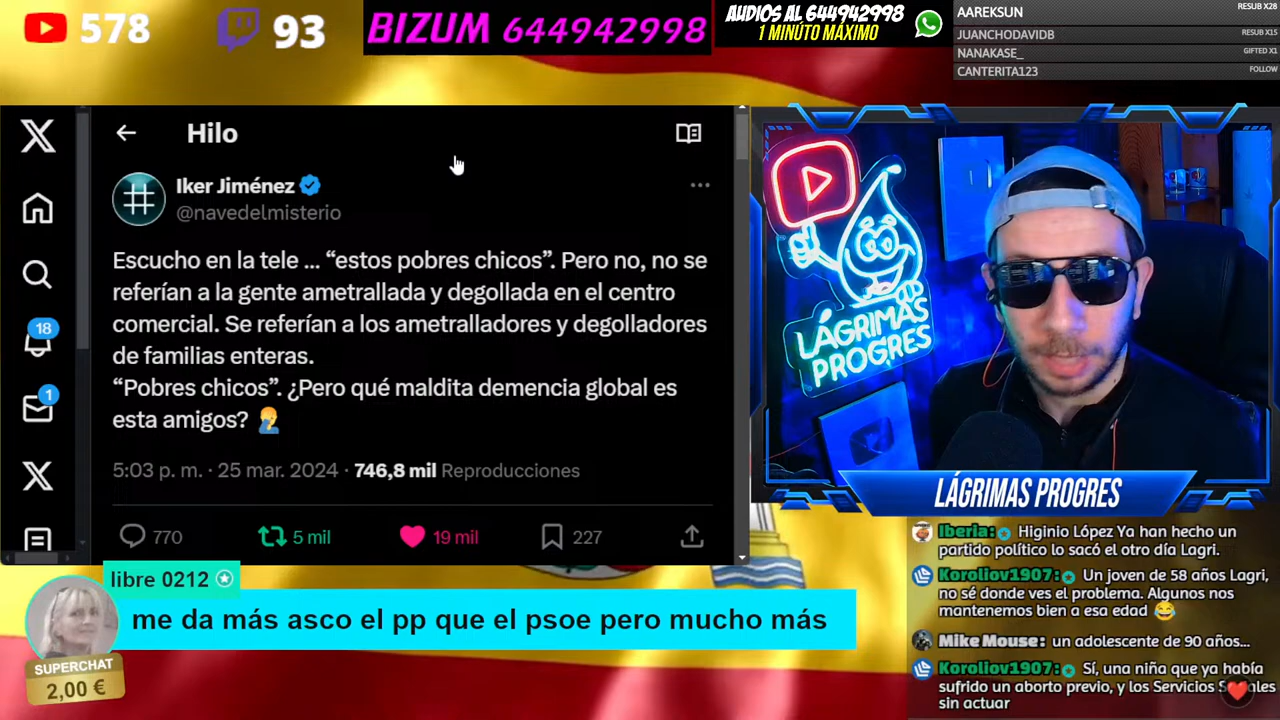 578
93
BIZUM 644942998
AUDIOS AL 644942998
1 MINÚTO MÁXIMO
AAREKSUN RESUB X28
JUANCHODAVIDB RESUB X15
NANAKASE_ GIFTED X1
CANTERITA123 FOLLOW
Hilo
Iker Jiménez
@navedelmisterio
Escucho en la tele ... “estos pobres chicos”. Pero no, no se
referían a la gente ametrallada y degollada en el centro
comercial. Se referían a los ametralladores y degolladores
de familias enteras.
“Pobres chicos”. ¿Pero qué maldita demencia global es
esta amigos? 🤦‍♂️
5:03 p. m. · 25 mar. 2024 · 746,8 mil Reproducciones
770 5 mil 19 mil 227
18
1
LÁGRIMAS
PROGRES
LÁGRIMAS PROGRES
Iberia: Higinio López Ya han hecho un
partido político lo sacó el otro día Lagri.
Koroliov1907: Un joven de 58 años Lagri,
no sé donde ves el problema. Algunos nos
mantenemos bien a esa edad 😂
Mike Mouse: un adolescente de 90 años...
Koroliov1907: Sí, una niña que ya había
sufrido un aborto previo, y los Servicios
sin actuar
libre 0212
me da más asco el pp que el psoe pero mucho más
SUPERCHAT
2,00 €